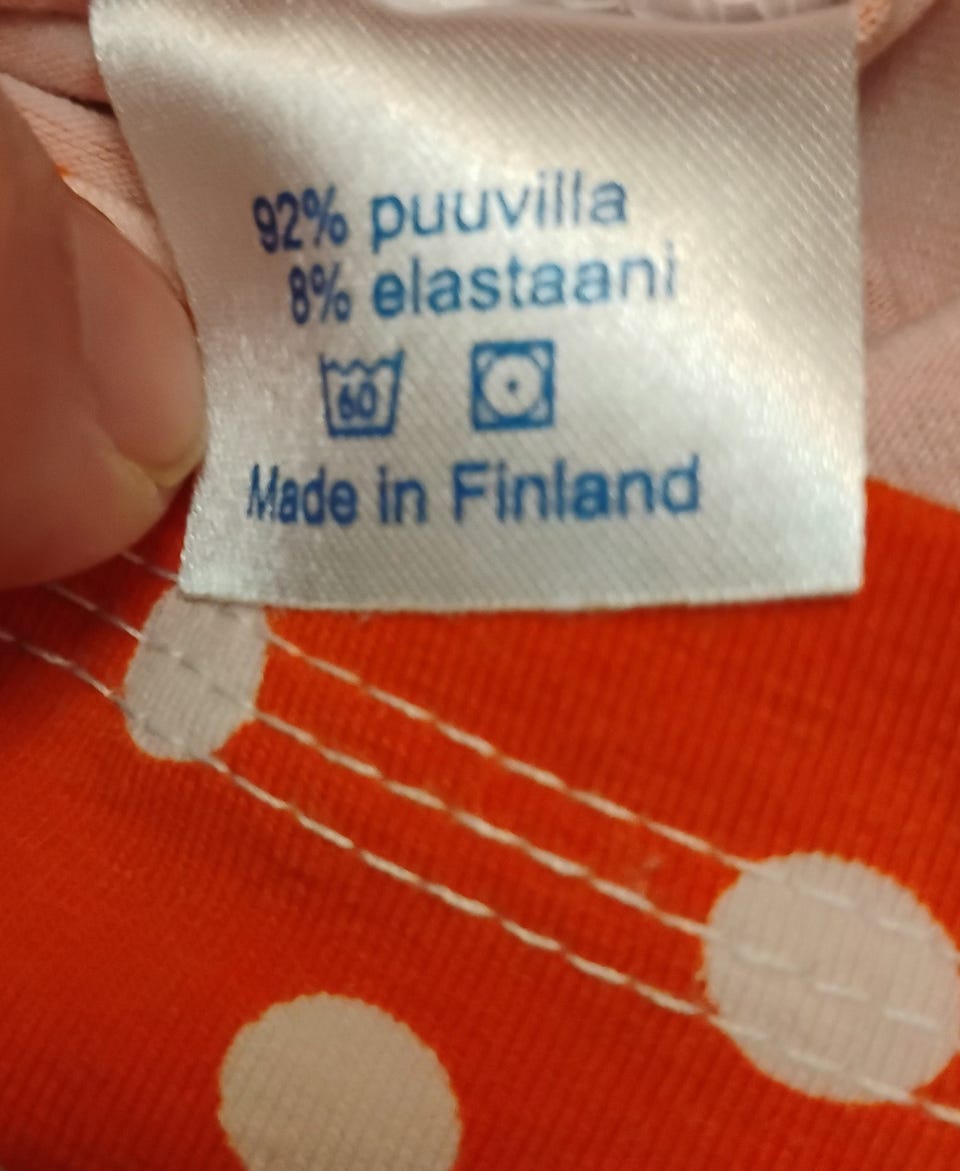 92% puuvilla
8% elastaani
60
Made in Finland